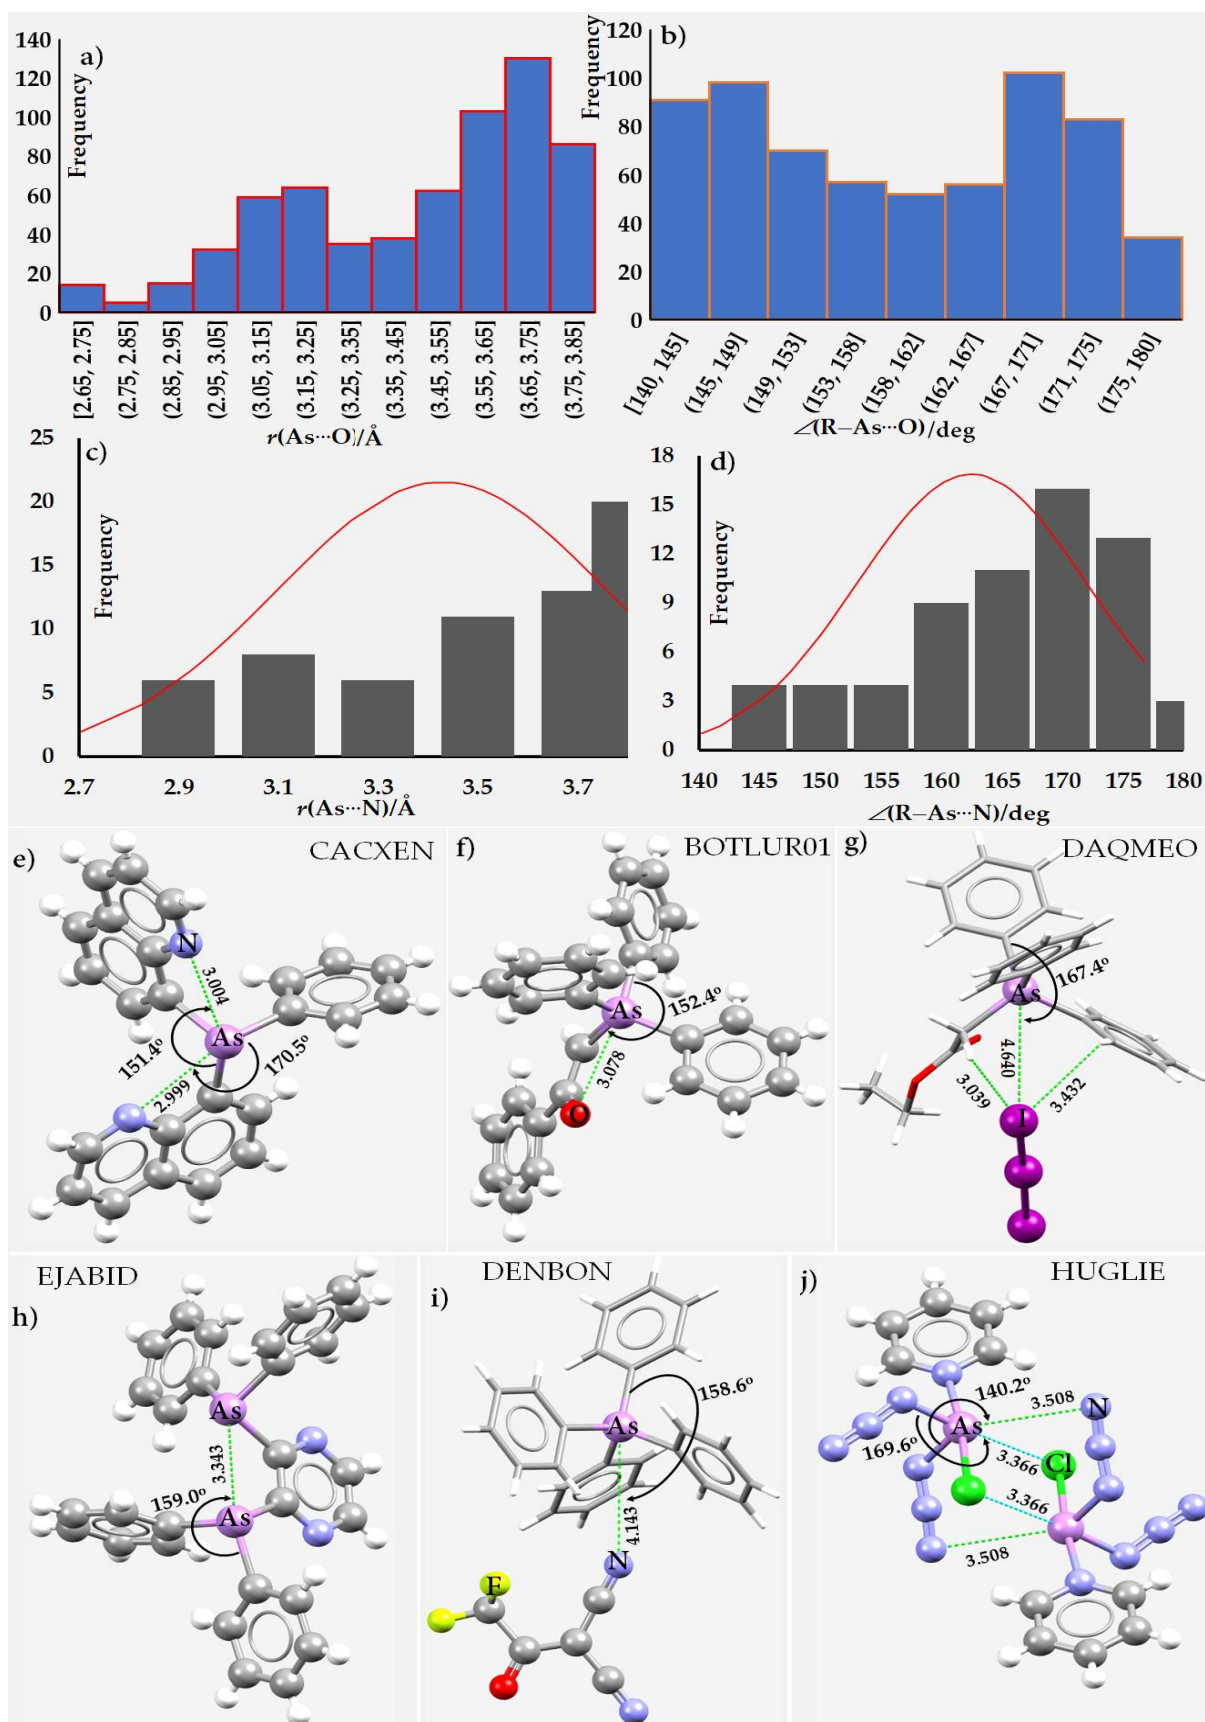 a)
Frequency
140
120
100
80
60
40
20
0
[2.65, 2.75]
(2.75, 2.85]
(2.85, 2.95]
(2.95, 3.05]
(3.05, 3.15]
(3.15, 3.25]
(3.25, 3.35]
(3.35, 3.45]
(3.45, 3.55]
(3.55, 3.65]
(3.65, 3.75]
(3.75, 3.85]
r(As···O)/Å
b)
Frequency
120
100
80
60
40
20
0
[140, 145]
(145, 149]
(149, 153]
(153, 158]
(158, 162]
(162, 167]
(167, 171]
(171, 175]
(175, 180]
∠(R–As···O)/deg
c)
Frequency
25
20
15
10
5
0
2.7 2.9 3.1 3.3 3.5 3.7
r(As···N)/Å
d)
Frequency
18
15
12
9
6
3
0
140 145 150 155 160 165 170 175 180
∠(R–As···N)/deg
e)
CACXEN
N
3.004
As
151.4º
170.5º
2.999
f)
BOTLUR01
As
152.4º
3.078
O
g)
DAQMEO
167.4º
As
4.640
3.039
3.432
I
EJABID
h)
As
3.343
159.0º
As
DENBON
i)
158.6º
As
4.143
N
F
HUGLIE
j)
140.2º
3.508
N
As
169.6º
3.366
Cl
3.366
3.508